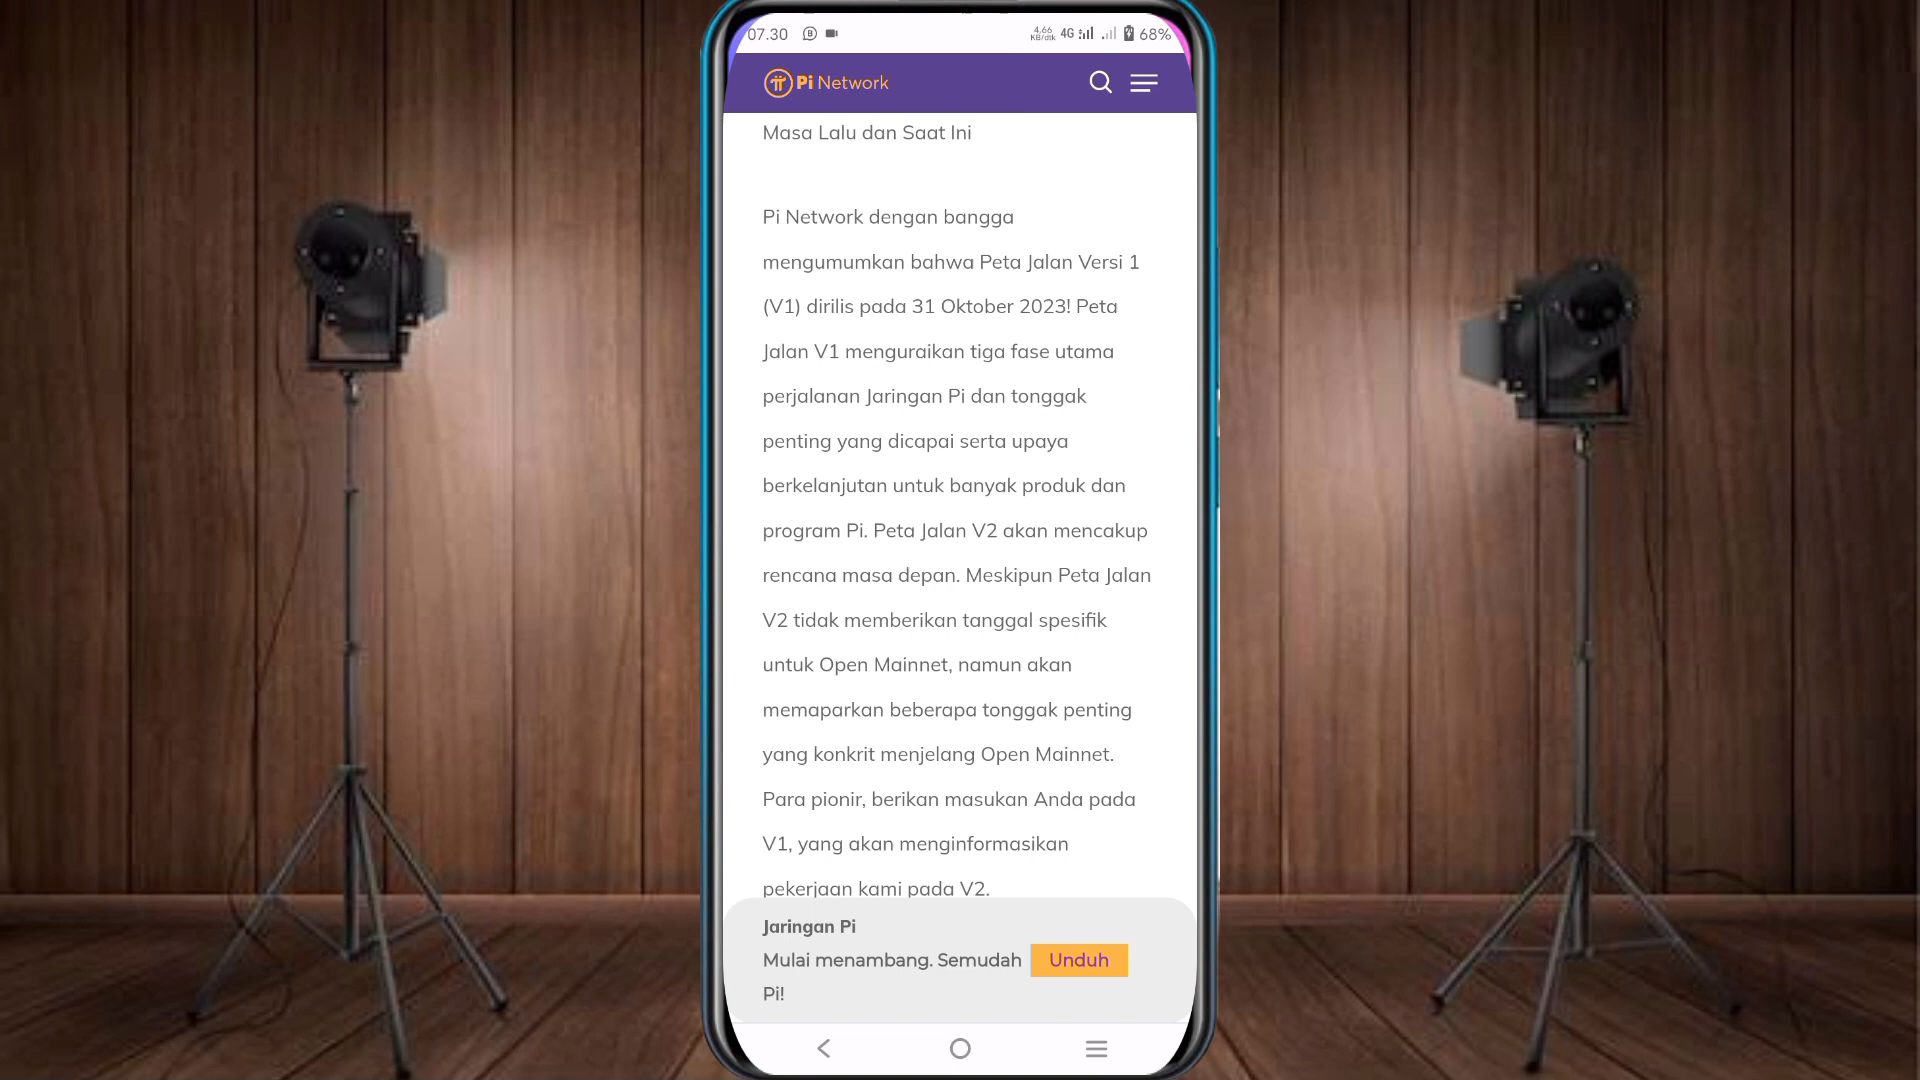 07.30 4,66 KB/dtk 4G 68%
Pi Network
Masa Lalu dan Saat Ini
Pi Network dengan bangga
mengumumkan bahwa Peta Jalan Versi 1
(V1) dirilis pada 31 Oktober 2023! Peta
Jalan V1 menguraikan tiga fase utama
perjalanan Jaringan Pi dan tonggak
penting yang dicapai serta upaya
berkelanjutan untuk banyak produk dan
program Pi. Peta Jalan V2 akan mencakup
rencana masa depan. Meskipun Peta Jalan
V2 tidak memberikan tanggal spesifik
untuk Open Mainnet, namun akan
memaparkan beberapa tonggak penting
yang konkrit menjelang Open Mainnet.
Para pionir, berikan masukan Anda pada
V1, yang akan menginformasikan
pekerjaan kami pada V2.
Jaringan Pi
Mulai menambang. Semudah Unduh
Pi!